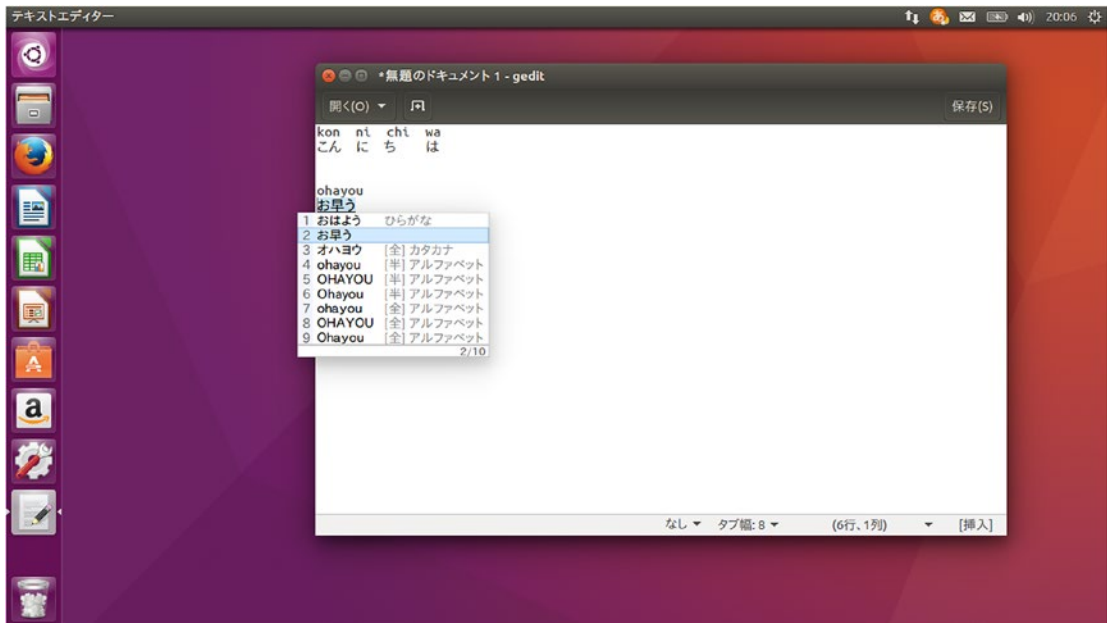 テキストエディター 20:06
*無題のドキュメント 1 - gedit
開く(O) 保存(S)
kon ni chi wa
こん に ち は
ohayou
お早う
1 おはよう ひらがな
2 お早う
3 オハヨウ [全] カタカナ
4 ohayou [半] アルファベット
5 OHAYOU [半] アルファベット
6 Ohayou [半] アルファベット
7 ｏｈａｙｏｕ [全] アルファベット
8 ＯＨＡＹＯＵ [全] アルファベット
9 Ｏｈａｙｏｕ [全] アルファベット
2/10
なし タブ幅: 8 (6行、1列) [挿入]